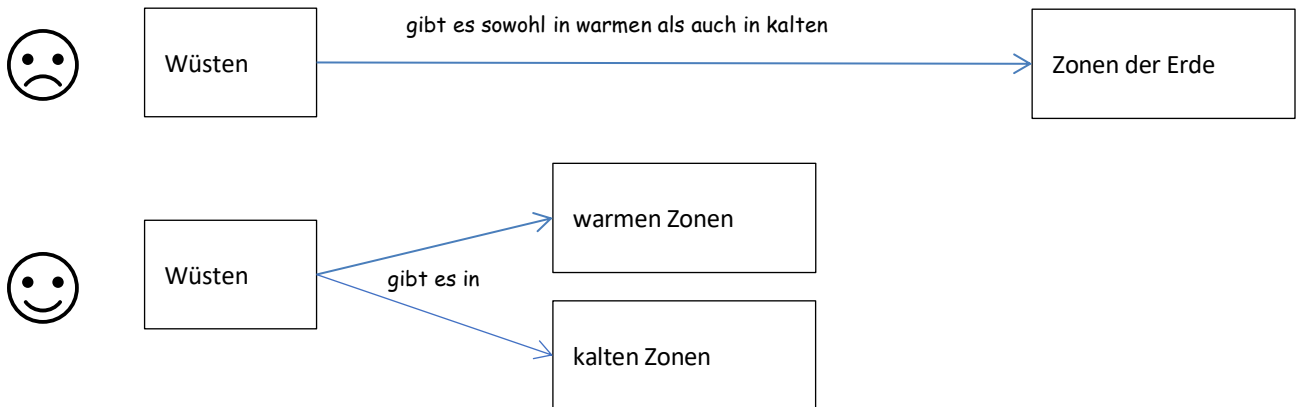 gibt es sowohl in warmen als auch in kalten
Wüsten
Zonen der Erde
warmen Zonen
Wüsten
gibt es in
kalten Zonen